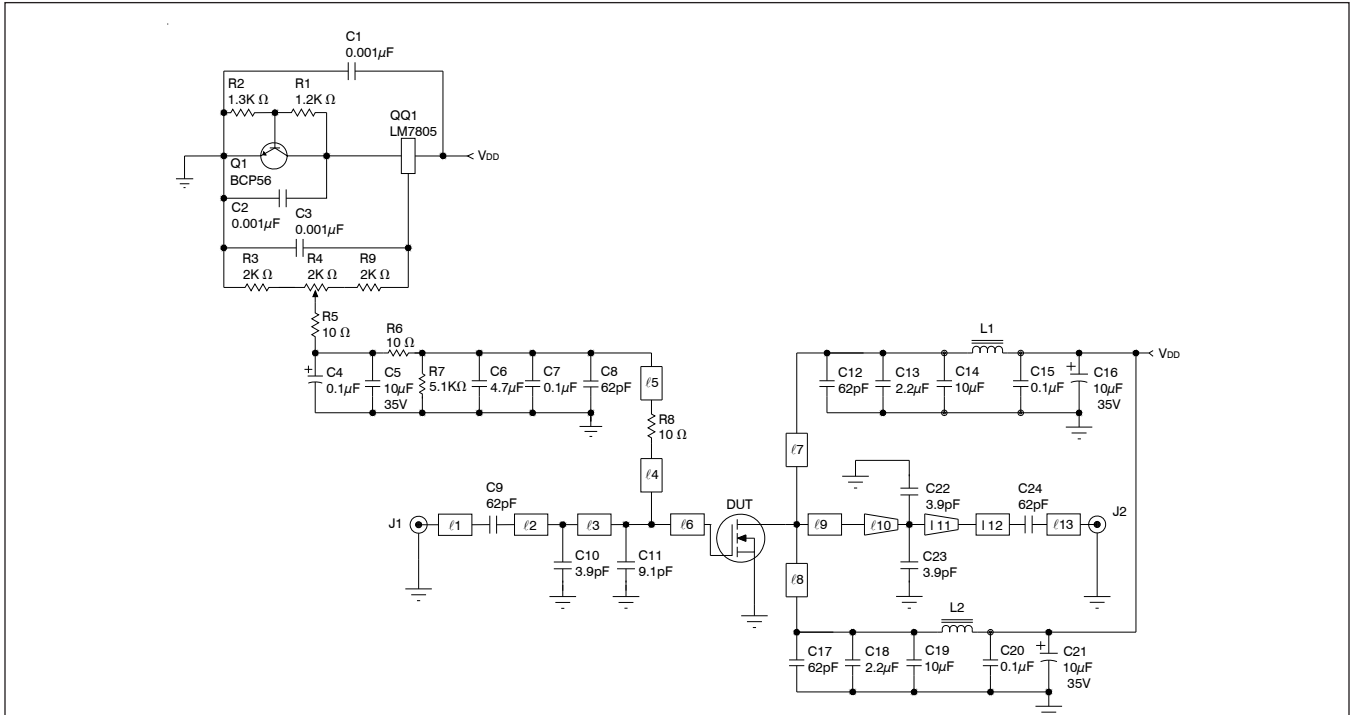 C1
0.001μF
R2
1.3K Ω
R1
1.2K Ω
QQ1
LM7805
VDD
Q1
BCP56
C2
0.001μF
C3
0.001μF
R3
2K Ω
R4
2K Ω
R9
2K Ω
R5
10 Ω
R6
10 Ω
+
C4
0.1μF
C5
10μF
35V
R7
5.1KΩ
C6
4.7μF
C7
0.1μF
C8
62pF
ℓ5
R8
10 Ω
ℓ4
L1
VDD
C12
62pF
C13
2.2μF
C14
10μF
C15
0.1μF
+
C16
10μF
35V
ℓ7
J1
ℓ1
C9
62pF
ℓ2
ℓ3
C10
3.9pF
C11
9.1pF
ℓ6
DUT
ℓ9
ℓ10
C22
3.9pF
l11
l12
C24
62pF
ℓ13
J2
C23
3.9pF
ℓ8
L2
C17
62pF
C18
2.2μF
C19
10μF
C20
0.1μF
+
C21
10μF
35V